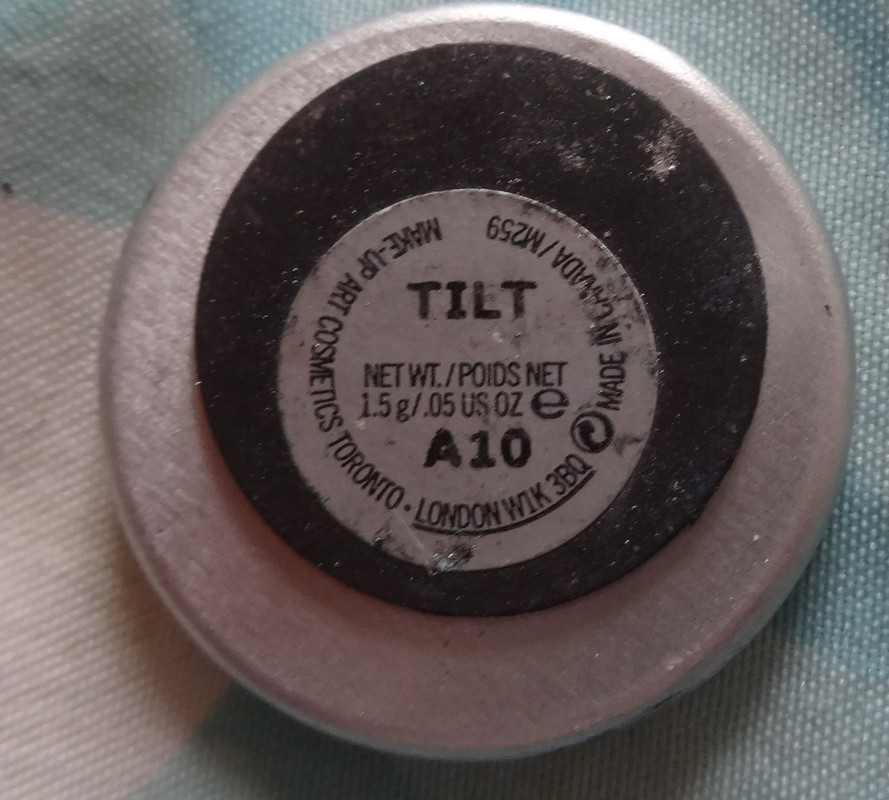 TILT
NET WT./POIDS NET
1.5 g/.05 US OZ e
A10
MAKE-UP ART COSMETICS TORONTO • LONDON W1K 3BQ
MADE IN CANADA / M259